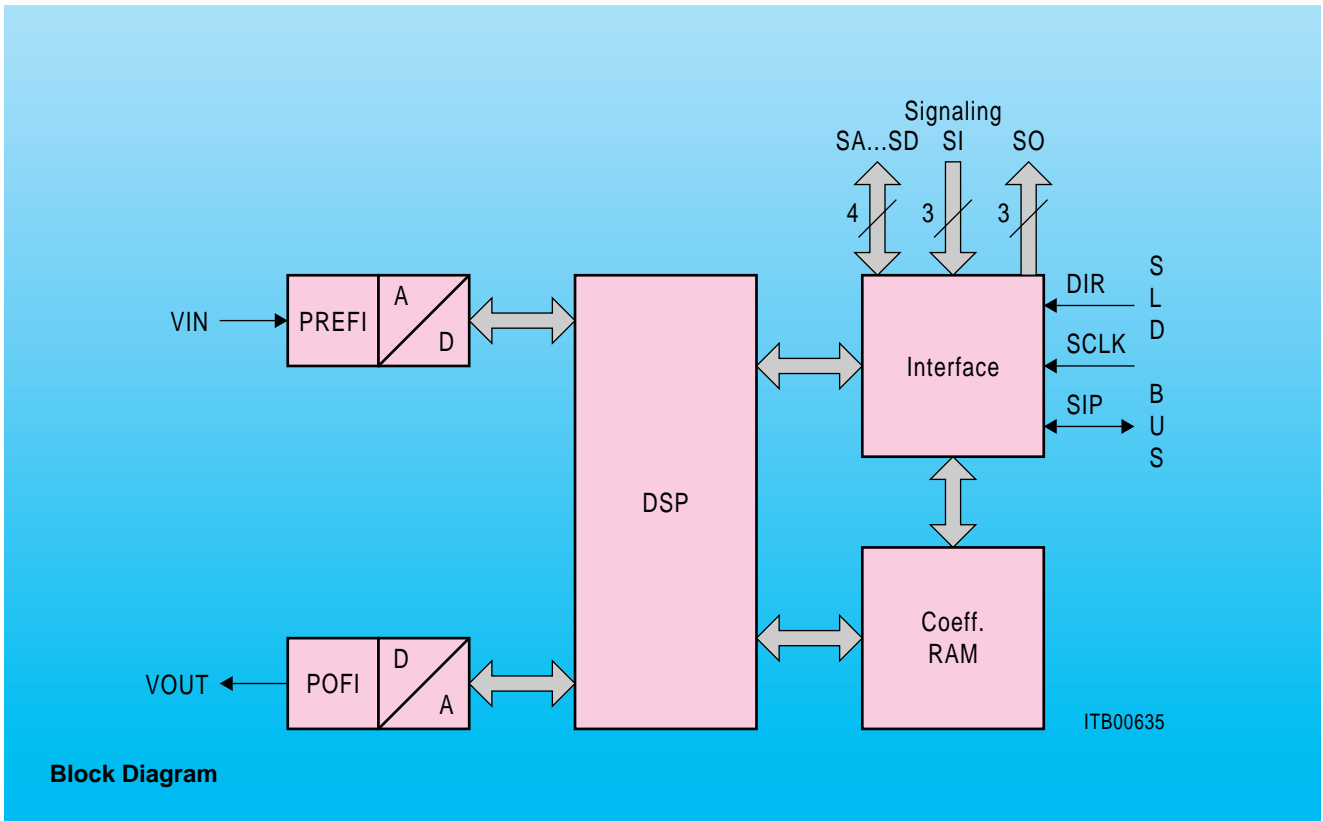 Signaling
SA...SD SI SO
4 3 3
VIN
PREFI
A
D
DSP
Interface
DIR
SCLK
SIP
S
L
D
B
U
S
VOUT
POFI
D
A
Coeff.
RAM
ITB00635
Block Diagram